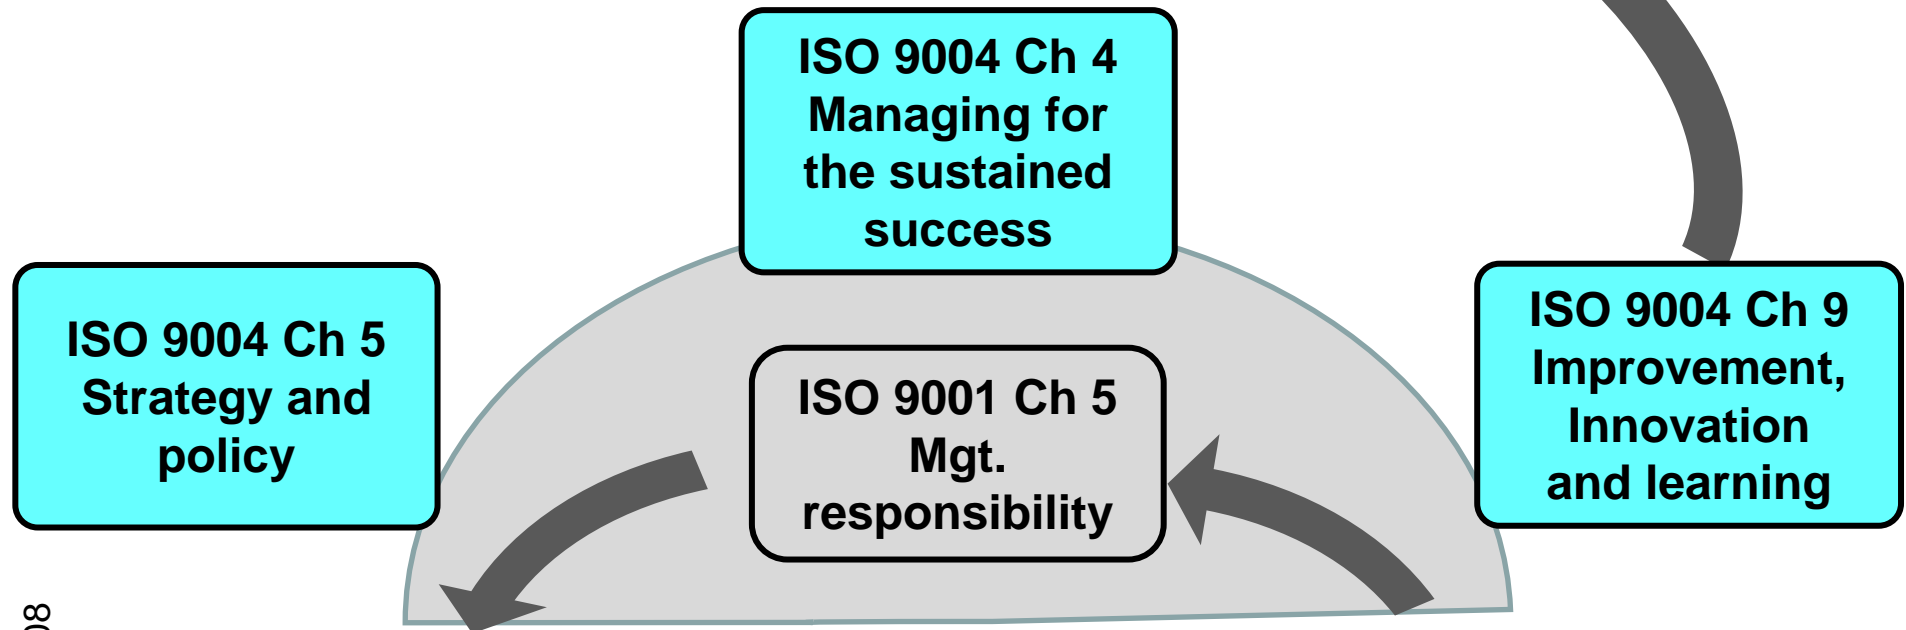 ISO 9004 Ch 4
Managing for
the sustained
success
ISO 9004 Ch 5
Strategy and
policy
ISO 9001 Ch 5
Mgt.
responsibility
ISO 9004 Ch 9
Improvement,
Innovation
and learning